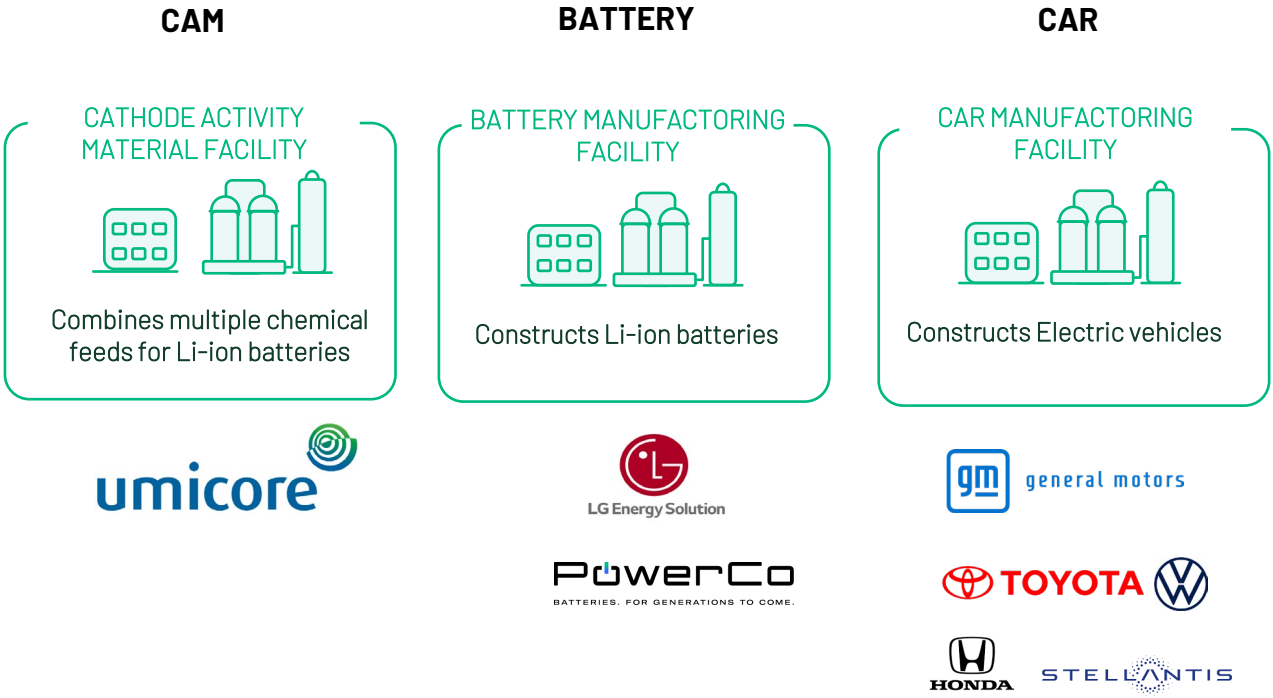 CAM
BATTERY
CAR
CATHODE ACTIVITY
MATERIAL FACILITY
Combines multiple chemical
feeds for Li-ion batteries
BATTERY MANUFACTORING
FACILITY
Constructs Li-ion batteries
CAR MANUFACTORING
FACILITY
Constructs Electric vehicles
umicore
LG
LG Energy Solution
PowerCo
BATTERIES. FOR GENERATIONS TO COME.
gm general motors
TOYOTA VW
HONDA STELLANTIS